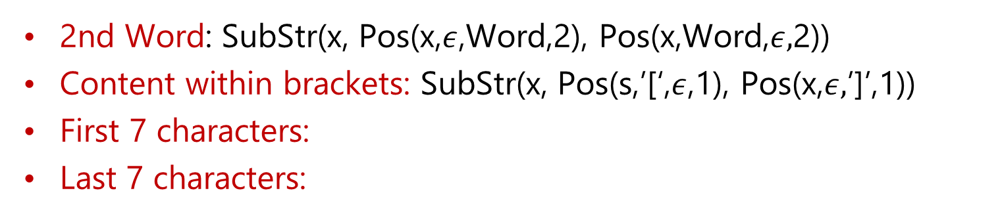 • 2nd Word: SubStr(x, Pos(x,ϵ,Word,2), Pos(x,Word,ϵ,2))
• Content within brackets: SubStr(x, Pos(s,’[‘,ϵ,1), Pos(x,ϵ,’]’,1))
• First 7 characters:
• Last 7 characters: